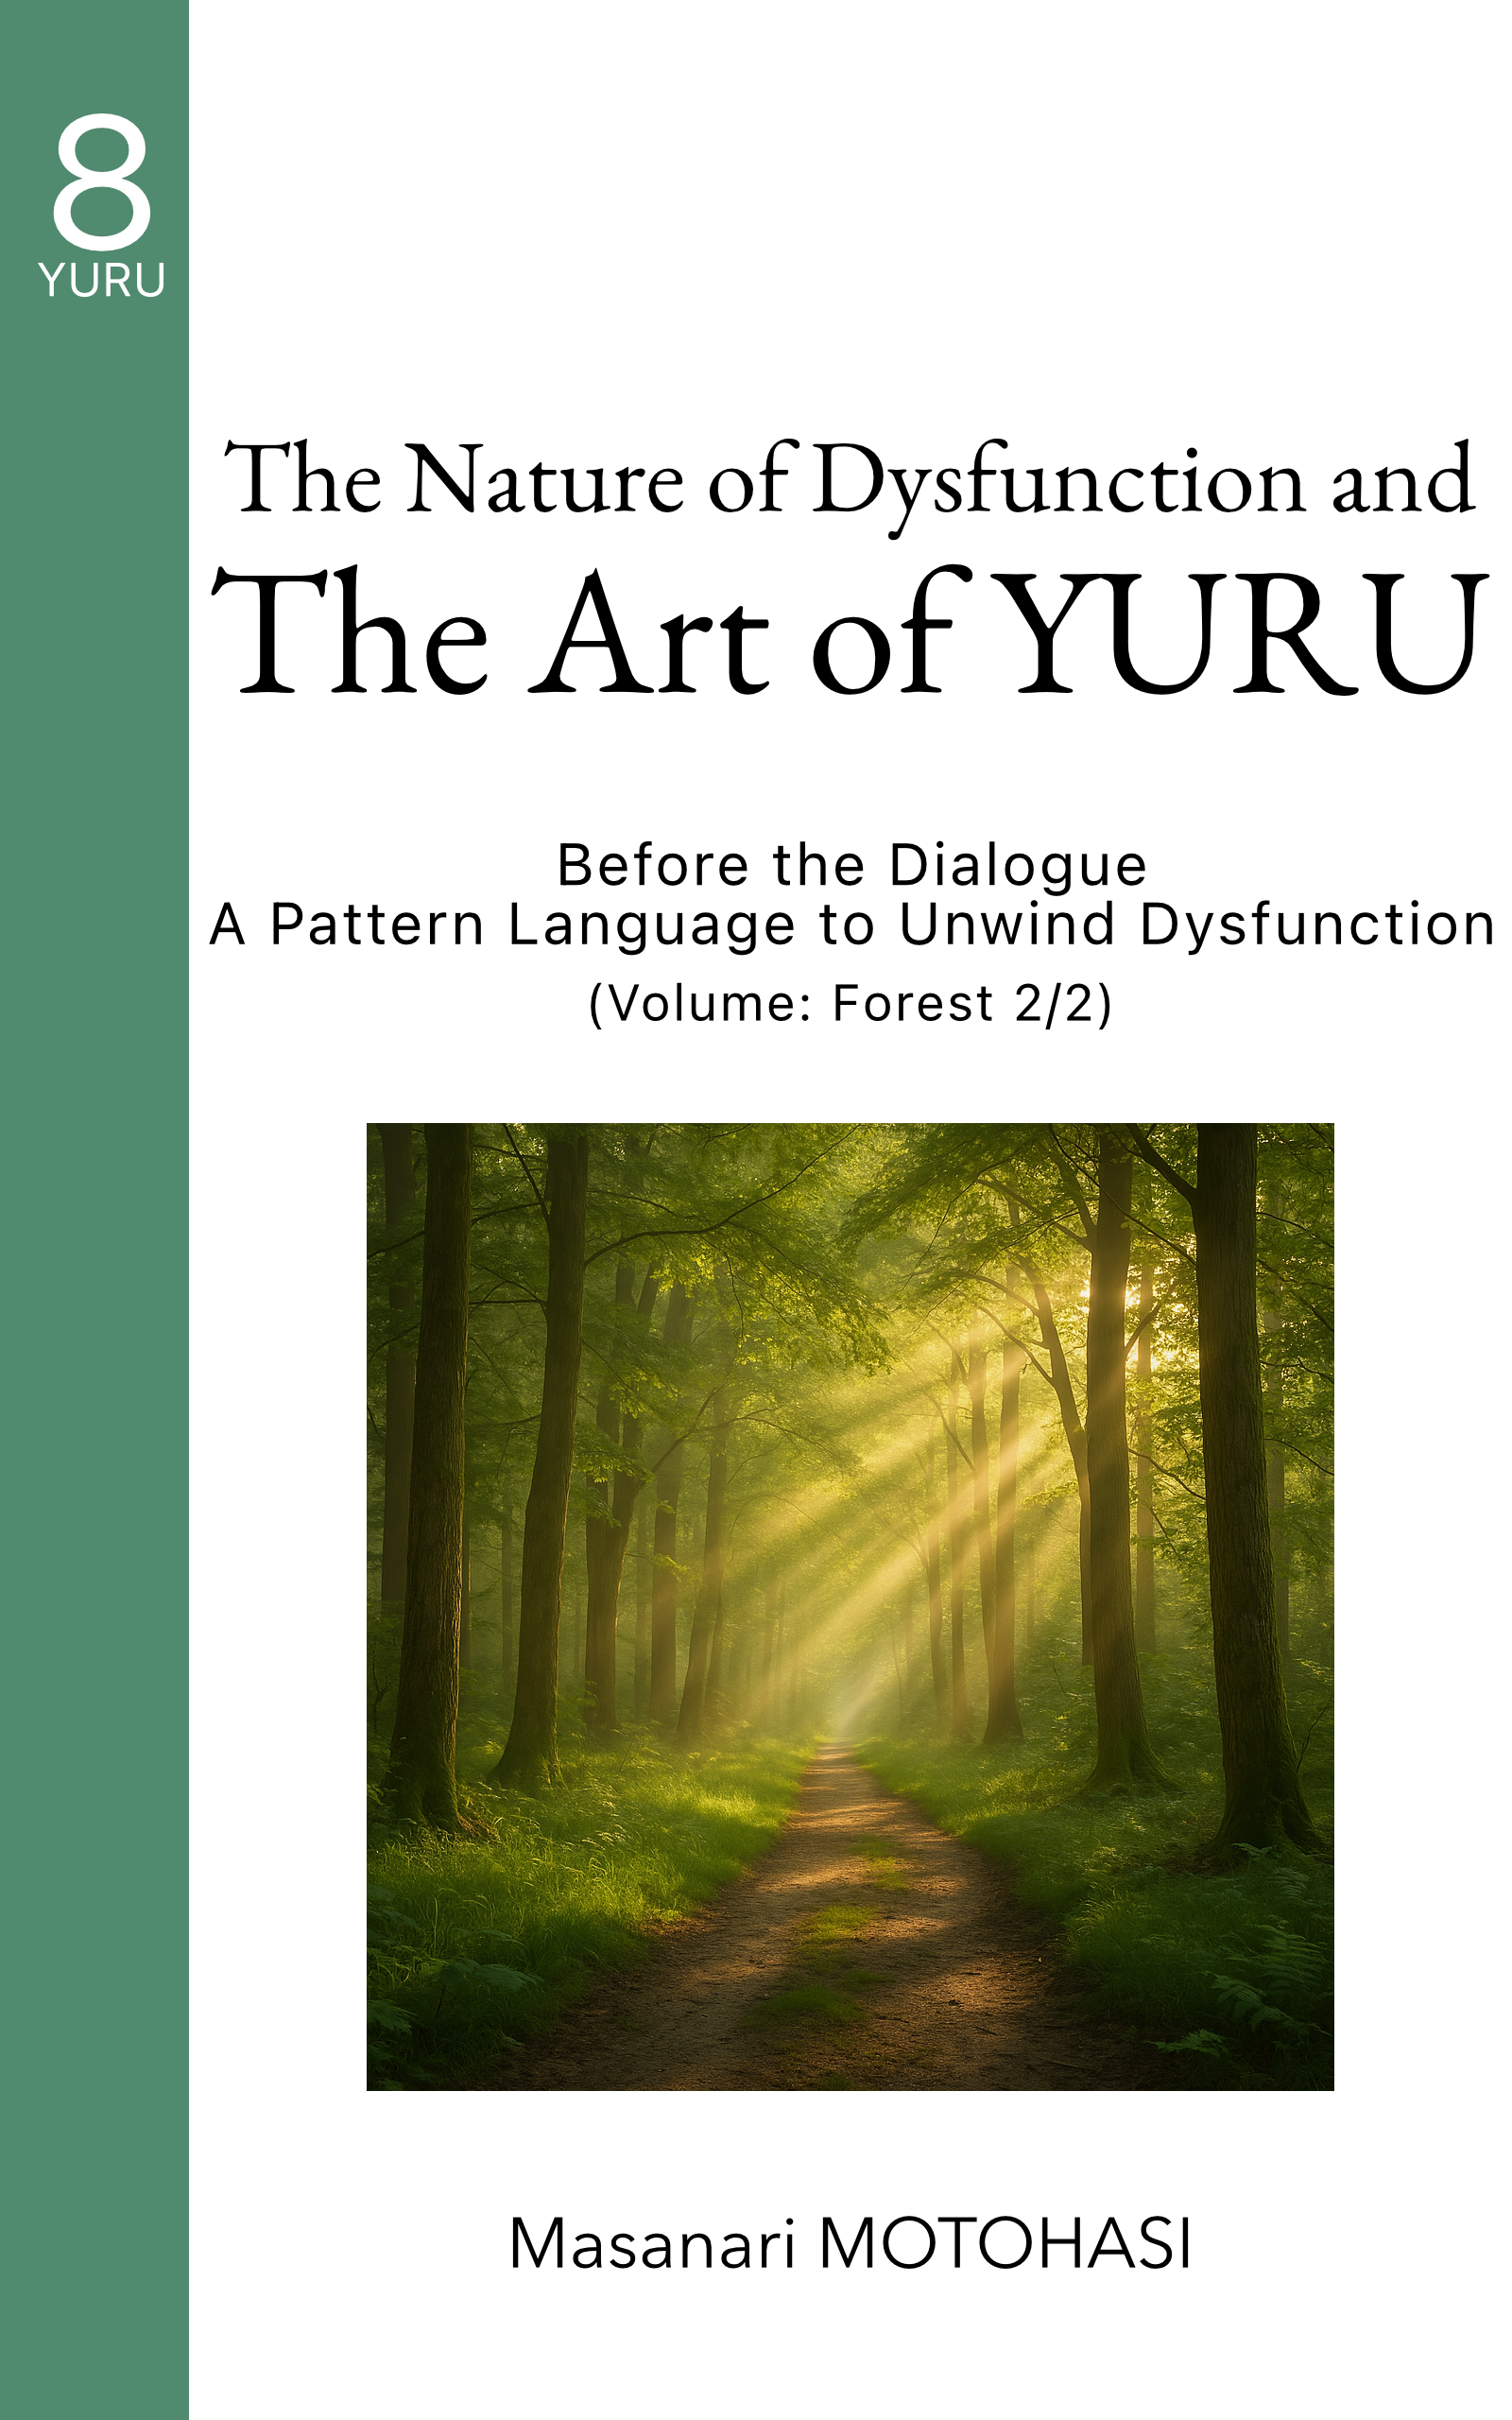 8
YURU
The Nature of Dysfunction and
The Art of YURU
Before the Dialogue
A Pattern Language to Unwind Dysfunction
(Volume: Forest 2/2)
Masanari MOTOHASI